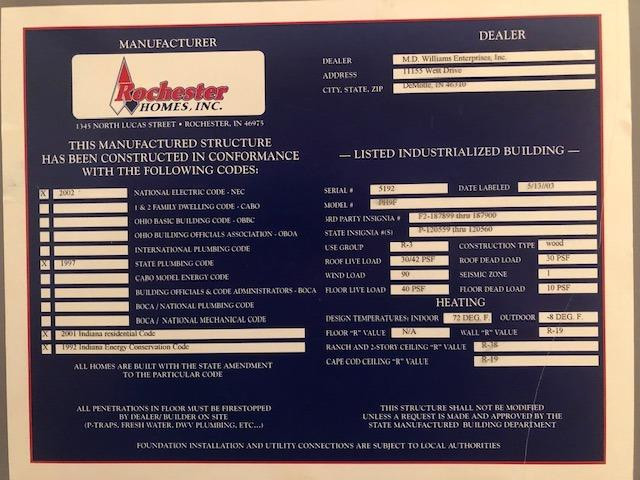 MANUFACTURER
Rochester
HOMES, INC.
1345 NORTH LUCAS STREET • ROCHESTER, IN 46975
THIS MANUFACTURED STRUCTURE
HAS BEEN CONSTRUCTED IN CONFORMANCE
WITH THE FOLLOWING CODES:
X 2002 NATIONAL ELECTRIC CODE - NEC
1 & 2 FAMILY DWELLING CODE - CABO
OHIO BASIC BUILDING CODE - OBBC
OHIO BUILDING OFFICIALS ASSOCIATION - OBOA
INTERNATIONAL PLUMBING CODE
X 1997 STATE PLUMBING CODE
CABO MODEL ENERGY CODE
BUILDING OFFICIALS & CODE ADMINISTRATORS - BOCA
BOCA / NATIONAL PLUMBING CODE
BOCA / NATIONAL MECHANICAL CODE
X 2001 Indiana residential Code
X 1992 Indiana Energy Conservation Code
ALL HOMES ARE BUILT WITH THE STATE AMENDMENT
TO THE PARTICULAR CODE
ALL PENETRATIONS IN FLOOR MUST BE FIRESTOPPED
BY DEALER/ BUILDER ON SITE
(P-TRAPS, FRESH WATER, DWV PLUMBING, ETC...)
DEALER
DEALER M.D. Williams Enterprises, Inc.
ADDRESS 11155 West Drive
CITY, STATE, ZIP DeMotte, IN 46310
— LISTED INDUSTRIALIZED BUILDING —
SERIAL # 5192 DATE LABELED 5/13//03
MODEL # PH9F
3RD PARTY INSIGNIA # F2-187899 thru 187900
STATE INSIGNIA #(S) P-120559 thru 120560
USE GROUP R-3 CONSTRUCTION TYPE wood
ROOF LIVE LOAD 30/42 PSF ROOF DEAD LOAD 30 PSF
WIND LOAD 90 SEISMIC ZONE 1
FLOOR LIVE LOAD 40 PSF FLOOR DEAD LOAD 10 PSF
HEATING
DESIGN TEMPERATURES: INDOOR 72 DEG. F. OUTDOOR -8 DEG. F.
FLOOR "R" VALUE N/A WALL "R" VALUE R-19
RANCH AND 2-STORY CEILING "R" VALUE R-38
CAPE COD CEILING "R" VALUE R-19
THIS STRUCTURE SHALL NOT BE MODIFIED
UNLESS A REQUEST IS MADE AND APPROVED BY THE
STATE MANUFACTURED BUILDING DEPARTMENT
FOUNDATION INSTALLATION AND UTILITY CONNECTIONS ARE SUBJECT TO LOCAL AUTHORITIES